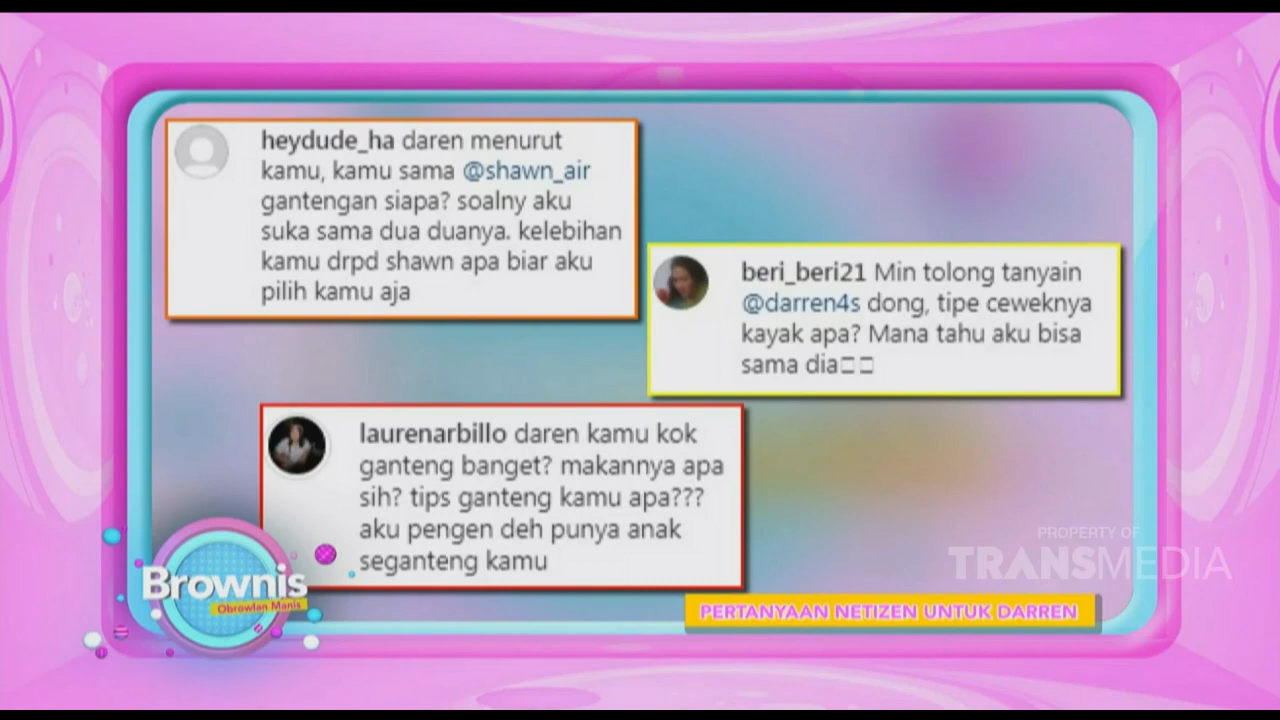 heydude_ha daren menurut
kamu, kamu sama @shawn_air
gantengan siapa? soalny aku
suka sama dua duanya. kelebihan
kamu drpd shawn apa biar aku
pilih kamu aja
beri_beri21 Min tolong tanyain
@darren4s dong, tipe ceweknya
kayak apa? Mana tahu aku bisa
sama dia
laurenarbillo daren kamu kok
ganteng banget? makannya apa
sih? tips ganteng kamu apa???
aku pengen deh punya anak
seganteng kamu
Brownis
Obrowlan Manis
PROPERTY OF
TRANSMEDIA
PERTANYAAN NETIZEN UNTUK DARREN